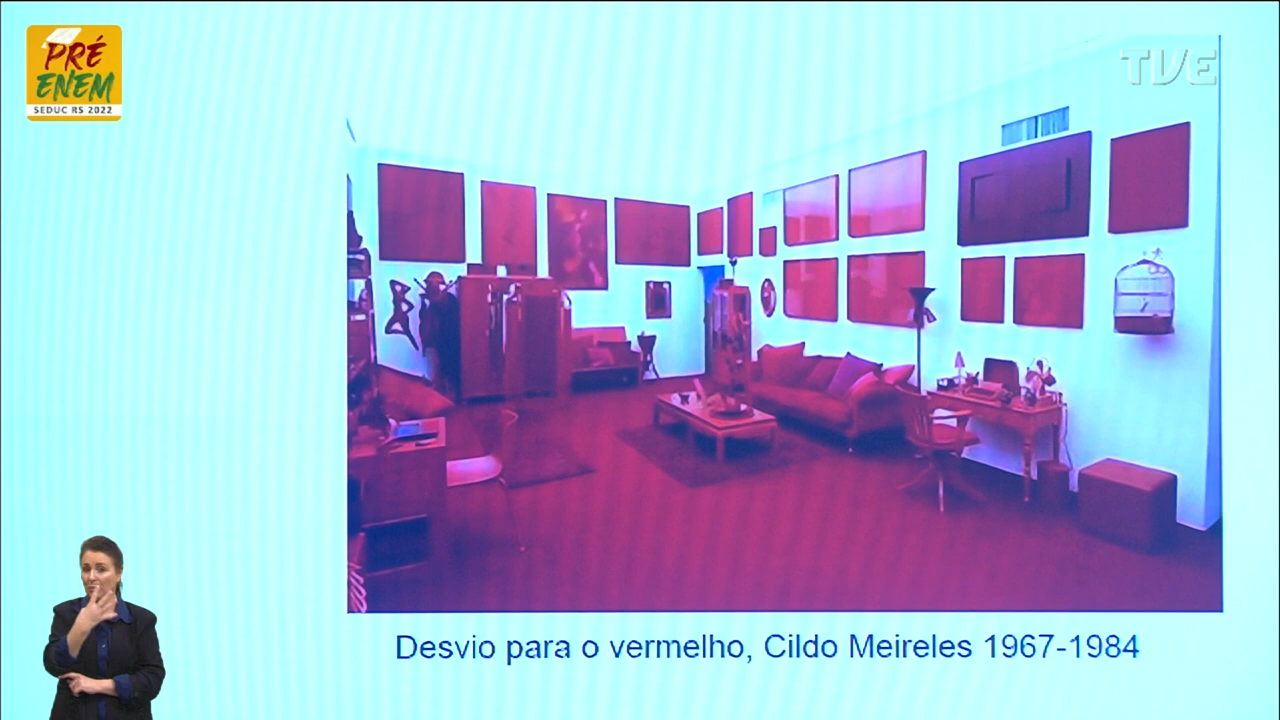 PRÉ
ENEM
SEDUC RS 2022
TVE
Desvio para o vermelho, Cildo Meireles 1967-1984